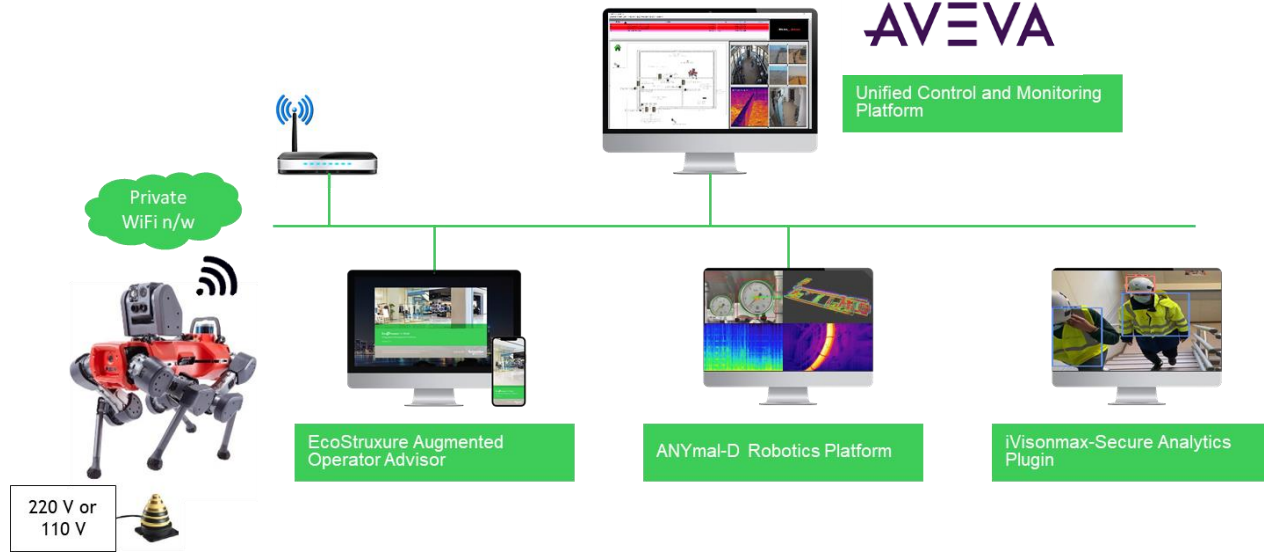 AVEVA
Unified Control and Monitoring
Platform
Private
WiFi n/w
EcoStruxure Augmented
Operator Advisor
ANYmal-D Robotics Platform
iVisonmax-Secure Analytics
Plugin
220 V or
110 V